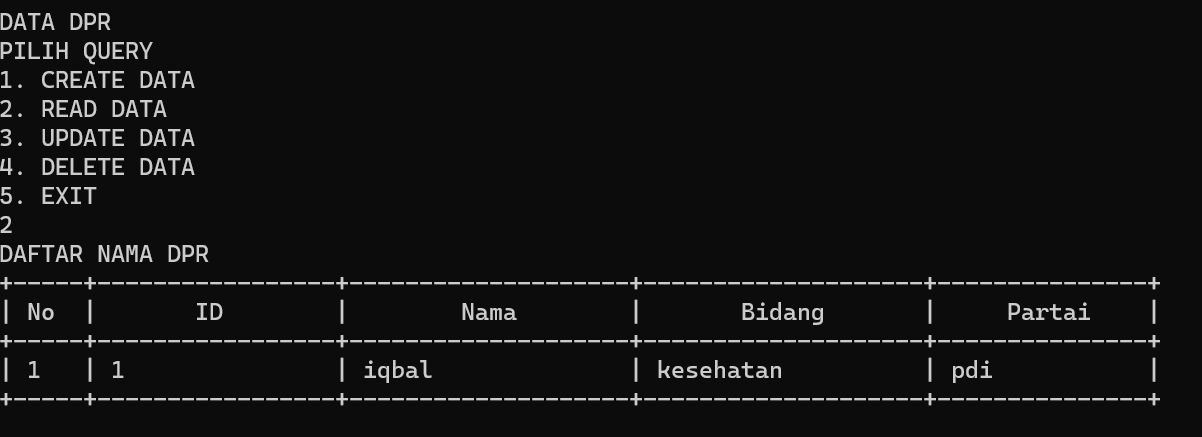 DATA DPR
PILIH QUERY
1. CREATE DATA
2. READ DATA
3. UPDATE DATA
4. DELETE DATA
5. EXIT
2
DAFTAR NAMA DPR
+-----+-----------------+--------------------+--------------------+---------------+
| No  |       ID        |        Nama        |       Bidang       |     Partai    |
+-----+-----------------+--------------------+--------------------+---------------+
| 1   | 1               | iqbal              | kesehatan          | pdi           |
+-----+-----------------+--------------------+--------------------+---------------+